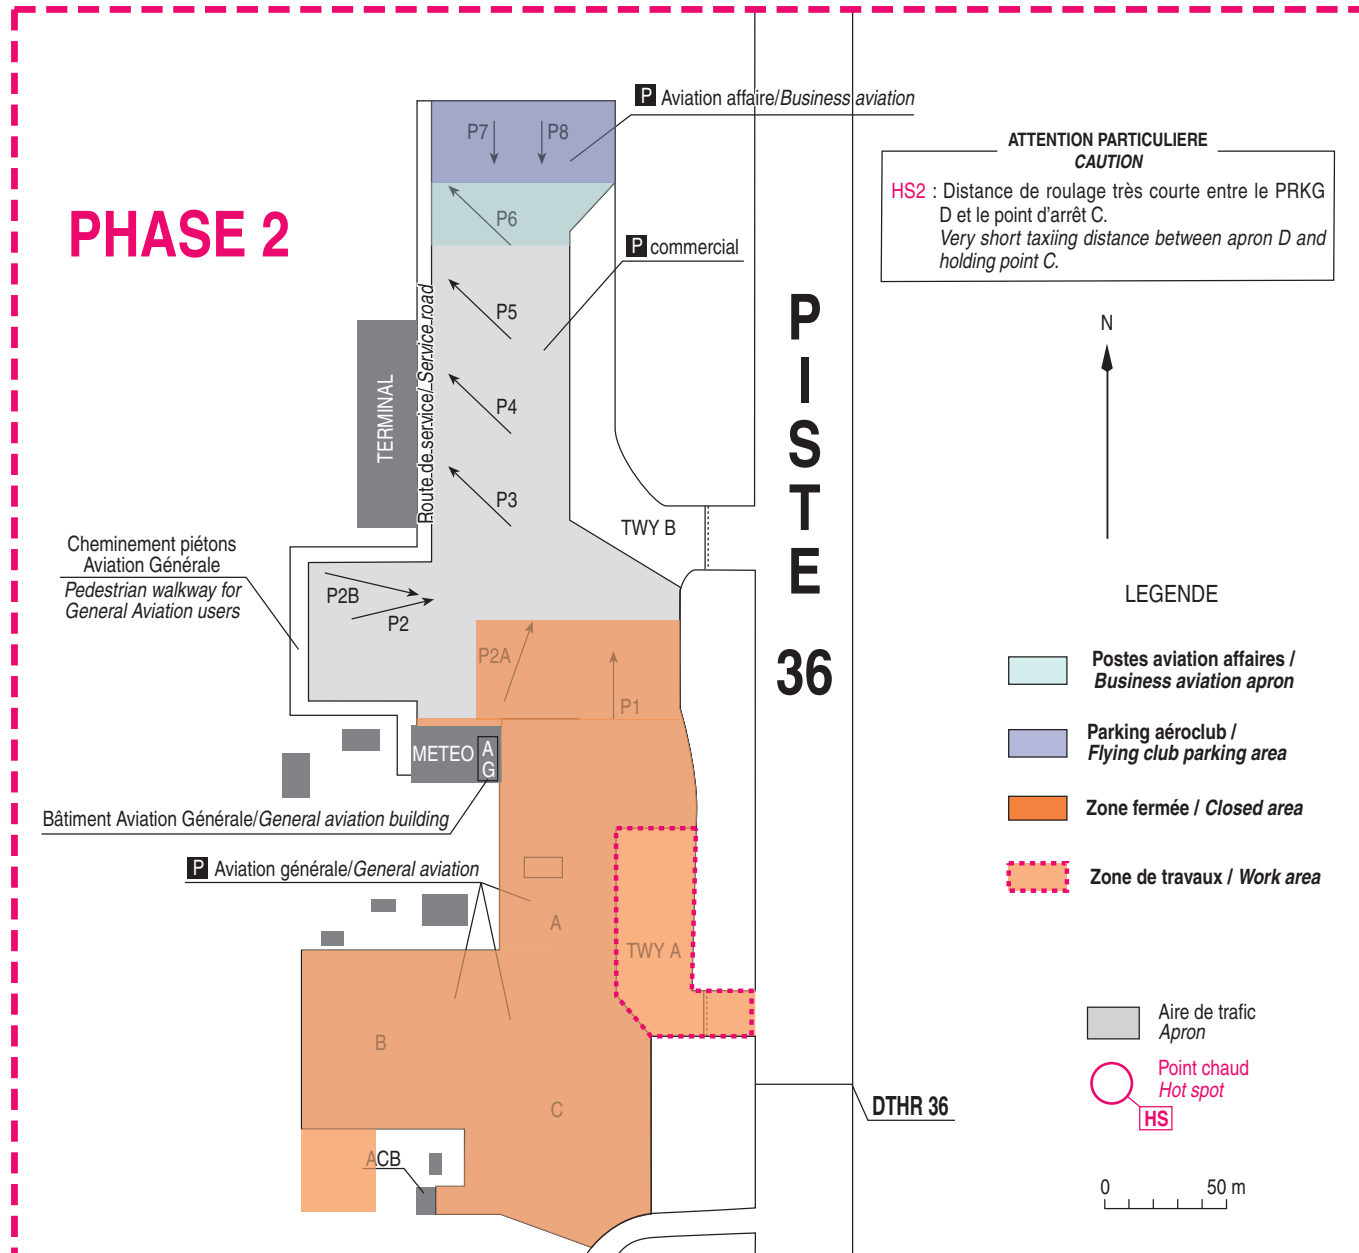 P Aviation affaire/Business aviation
P7
P8
ATTENTION PARTICULIERE
CAUTION
HS2 : Distance de roulage très courte entre le PRKG
D et le point d'arrêt C.
Very short taxiing distance between apron D and
holding point C.
PHASE 2
P6
P commercial
P5
P4
P3
TERMINAL
Route de service/ Service road
PISTE
36
N
TWY B
Cheminement piétons
Aviation Générale
Pedestrian walkway for
General Aviation users
P2B
P2
P2A
P1
LEGENDE
Postes aviation affaires /
Business aviation apron
Parking aéroclub /
Flying club parking area
Zone fermée / Closed area
Zone de travaux / Work area
METEO
A
G
Bâtiment Aviation Générale/General aviation building
P Aviation générale/General aviation
A
TWY A
B
C
ACB
DTHR 36
Aire de trafic
Apron
Point chaud
Hot spot
HS
0 50 m